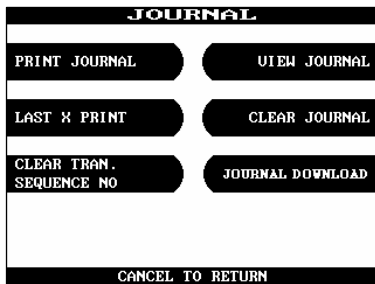 JOURNAL
PRINT JOURNAL
VIEW JOURNAL
LAST X PRINT
CLEAR JOURNAL
CLEAR TRAN.
SEQUENCE NO
JOURNAL DOWNLOAD
CANCEL TO RETURN